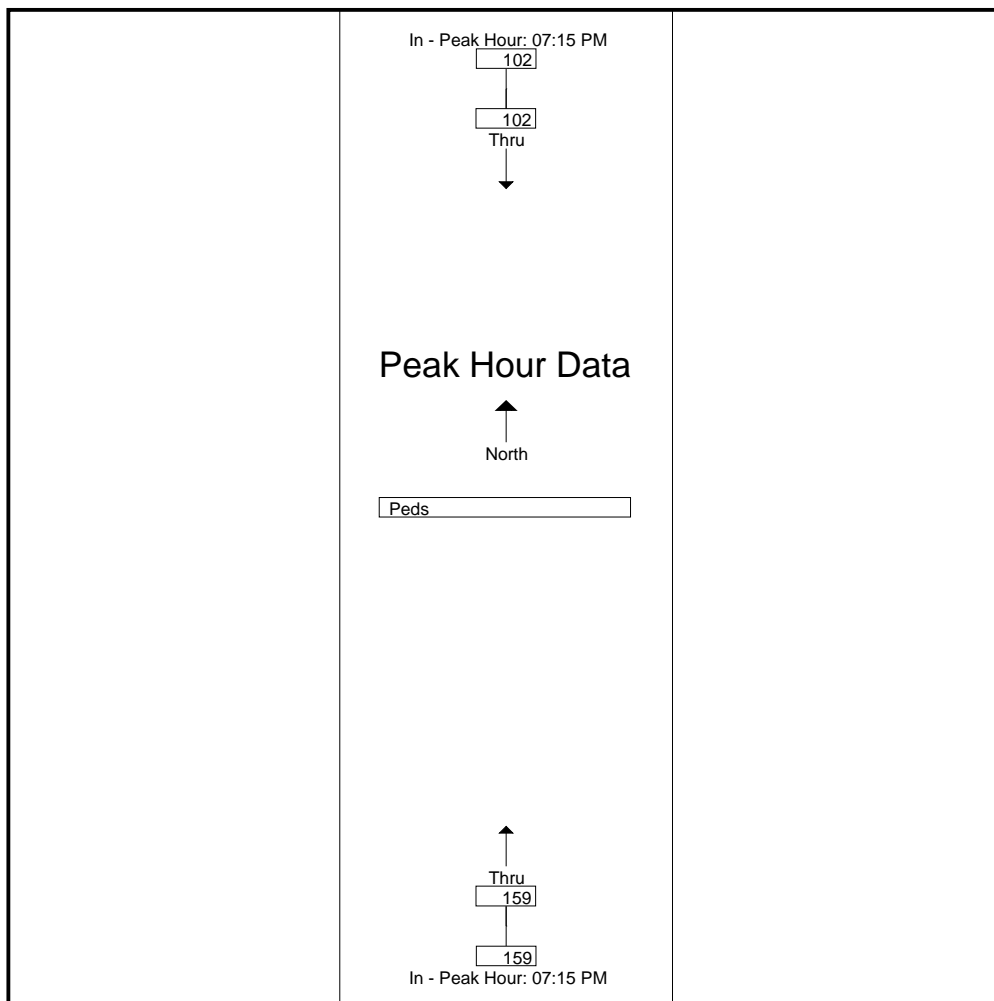 In - Peak Hour: 07:15 PM
102
102
Thru
Peak Hour Data
North
Peds
Thru
159
159
In - Peak Hour: 07:15 PM